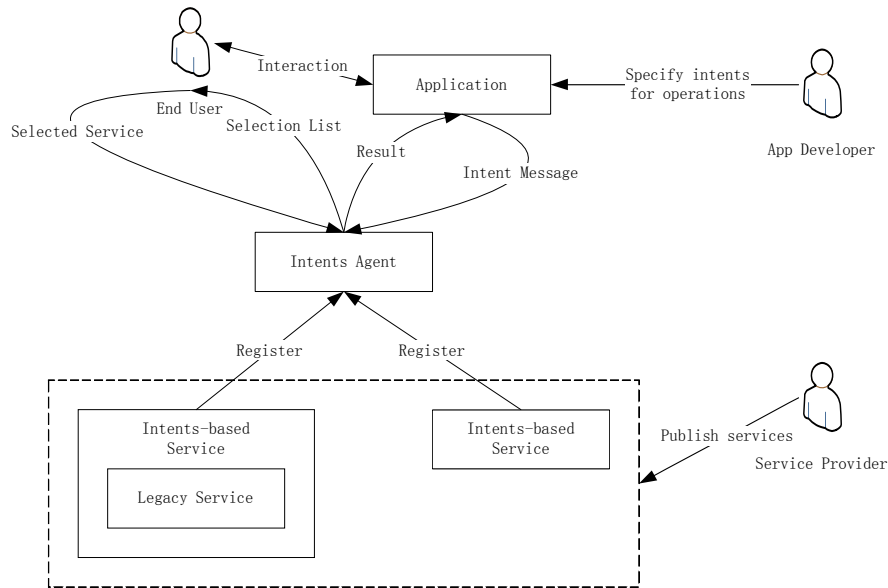 Interaction
Application
Specify intents
for operations
End User
Selected Service
Selection List
Result
App Developer
Intent Message
Intents Agent
Register
Register
Intents-based
Service
Intents-based
Service
Publish services
Service Provider
Legacy Service